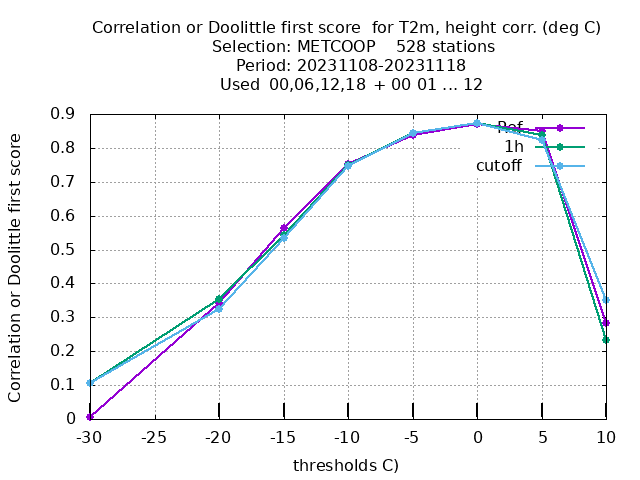 Correlation or Doolittle first score  for T2m, height corr. (deg C)
Selection: METCOOP    528 stations
Period: 20231108-20231118
Used  00,06,12,18  + 00 01 ... 12
Correlation or Doolittle first score
0.9
0.8
0.7
0.6
0.5
0.4
0.3
0.2
0.1
0
Ref
1h
cutoff
-30 -25 -20 -15 -10 -5 0 5 10
thresholds C)